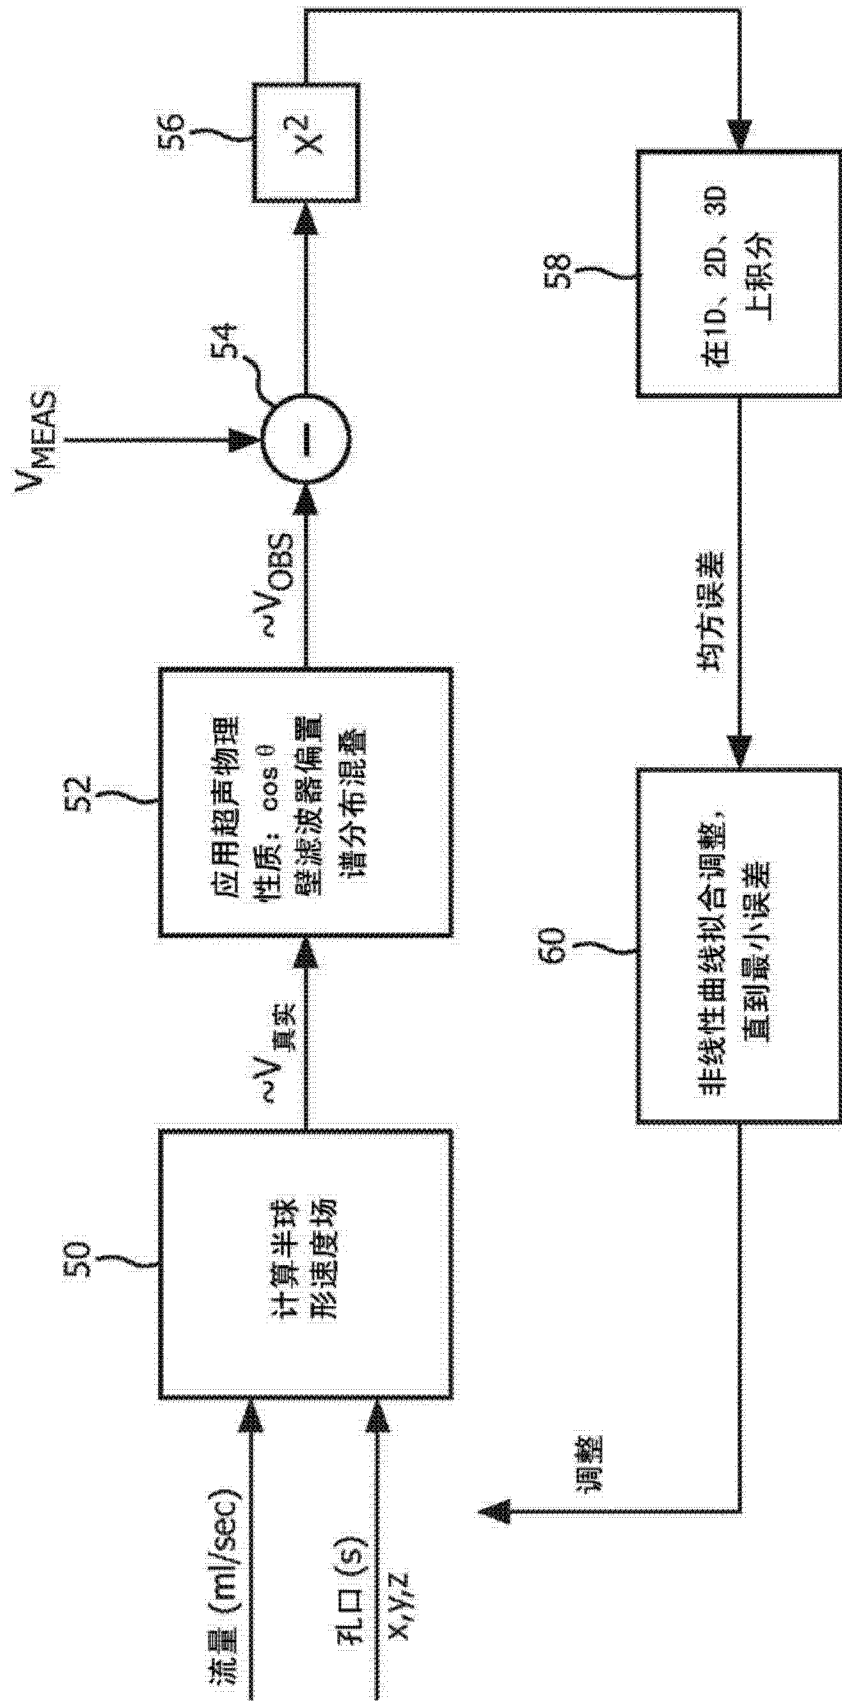 流量 (ml/sec)
孔口 (s)
x,y,z
50
计算半球
形速度场
~V真实
52
应用超声物理
性质: cos θ
壁滤波器偏置
谱分布混叠
~VOBS
VMEAS
54
−
56
X²
58
在1D、2D、3D
上积分
均方误差
60
非线性曲线拟合调整,
直到最小误差
调整